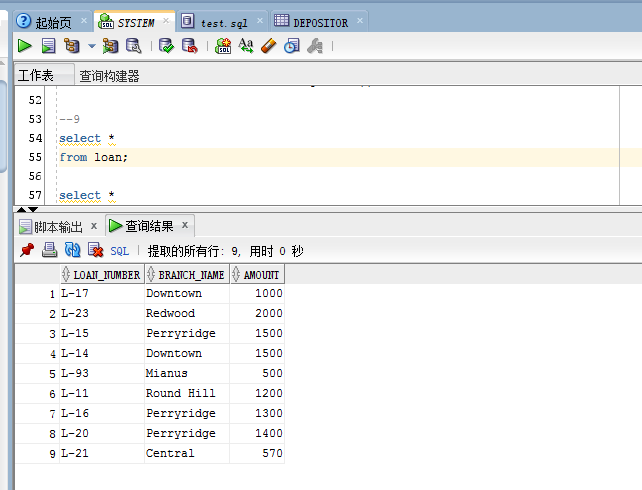 起始页 SYSTEM test.sql DEPOSITOR
工作表 查询构建器
52
53 --9
54 select *
55 from loan;
56
57 select *
脚本输出 x 查询结果 x
SQL | 提取的所有行: 9, 用时 0 秒
LOAN_NUMBER BRANCH_NAME AMOUNT
1 L-17 Downtown 1000
2 L-23 Redwood 2000
3 L-15 Perryridge 1500
4 L-14 Downtown 1500
5 L-93 Mianus 500
6 L-11 Round Hill 1200
7 L-16 Perryridge 1300
8 L-20 Perryridge 1400
9 L-21 Central 570